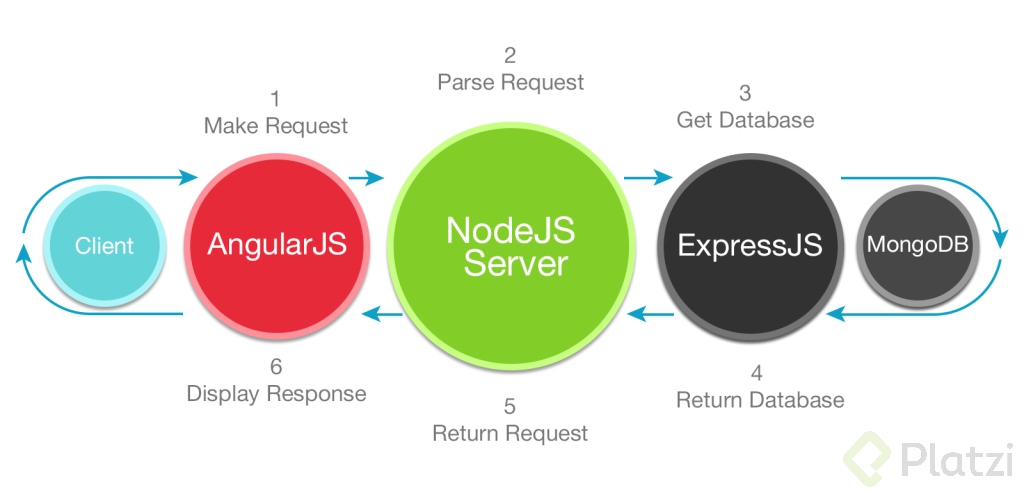 2
Parse Request
1
Make Request
3
Get Database
Client
AngularJS
NodeJS
Server
ExpressJS
MongoDB
6
Display Response
5
Return Request
4
Return Database
Platzi